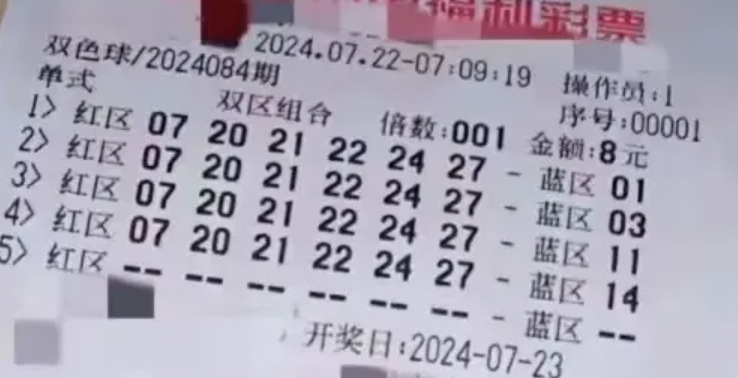 福利彩票
2024.07.22-07:09:19 操作员:1
双色球/2024084期 序号:00001
单式 双区组合 倍数:001 金额:8元
1> 红区 07 20 21 22 24 27 - 蓝区 01
2> 红区 07 20 21 22 24 27 - 蓝区 03
3> 红区 07 20 21 22 24 27 - 蓝区 11
4> 红区 07 20 21 22 24 27 - 蓝区 14
5> 红区 -- -- -- -- -- -- - 蓝区 --
开奖日:2024-07-23